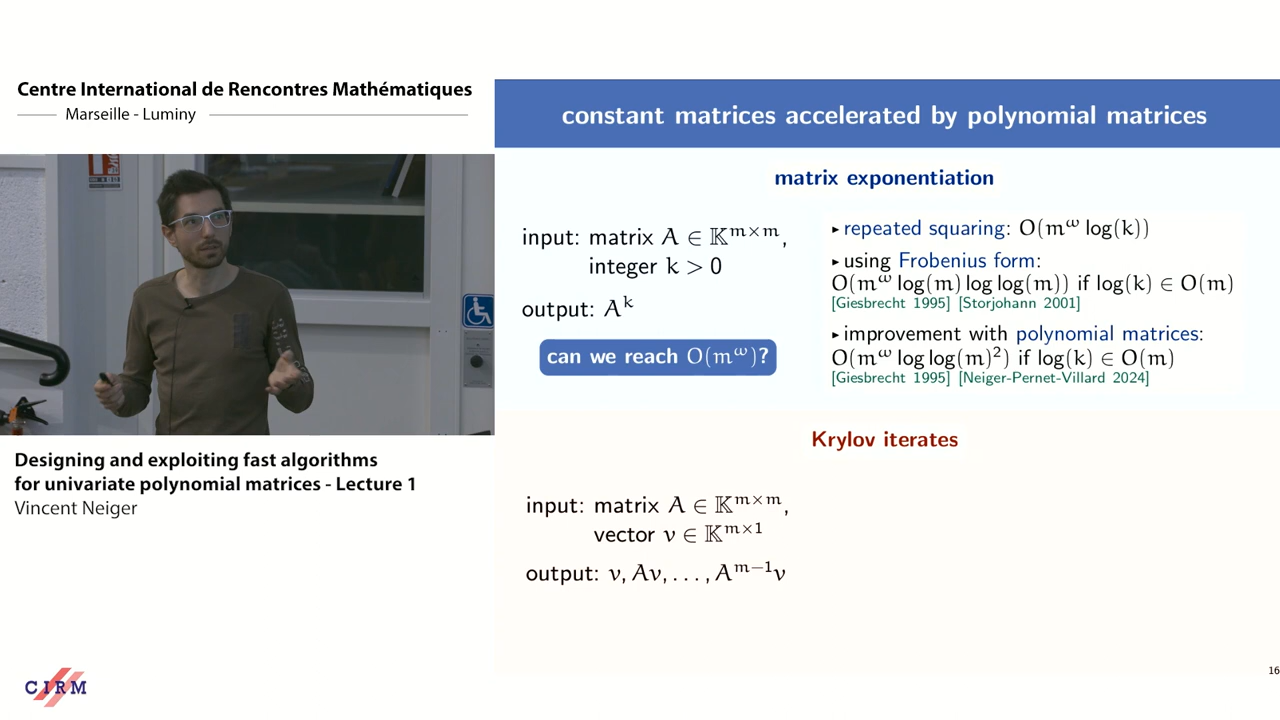 Centre International de Rencontres Mathématiques
Marseille - Luminy
Designing and exploiting fast algorithms
for univariate polynomial matrices - Lecture 1
Vincent Neiger
CIRM
constant matrices accelerated by polynomial matrices
matrix exponentiation
input: matrix A ∈ 𝕂^{m×m},
integer k > 0
output: A^k
can we reach O(m^ω)?
▸ repeated squaring: O(m^ω log(k))
▸ using Frobenius form:
O(m^ω log(m) log log(m)) if log(k) ∈ O(m)
[Giesbrecht 1995] [Storjohann 2001]
▸ improvement with polynomial matrices:
O(m^ω log log(m)^2) if log(k) ∈ O(m)
[Giesbrecht 1995] [Neiger-Pernet-Villard 2024]
Krylov iterates
input: matrix A ∈ 𝕂^{m×m},
vector v ∈ 𝕂^{m×1}
output: v, Av, . . . , A^{m−1}v
16